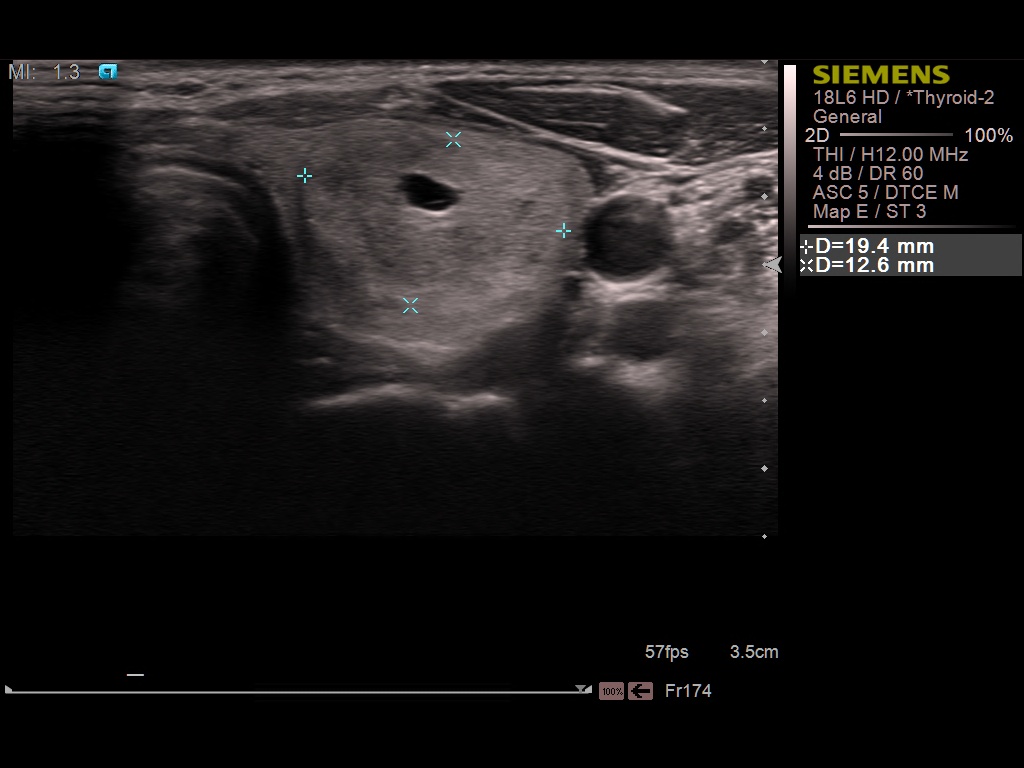 MI: 1.3
SIEMENS
18L6 HD / *Thyroid-2
General
2D 100%
THI / H12.00 MHz
4 dB / DR 60
ASC 5 / DTCE M
Map E / ST 3
D=19.4 mm
D=12.6 mm
57fps 3.5cm
100% Fr174